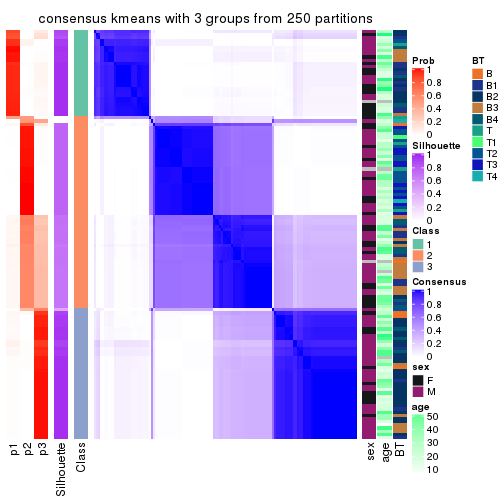 consensus kmeans with 3 groups from 250 partitions
p1
p2
p3
Silhouette
Class
sex
age
BT
Prob
1
0.8
0.6
0.4
0.2
0
Silhouette
1
0.8
0.6
0.4
0.2
0
Class
1
2
3
Consensus
1
0.8
0.6
0.4
0.2
0
sex
F
M
age
50
40
30
20
10
BT
B
B1
B2
B3
B4
T
T1
T2
T3
T4